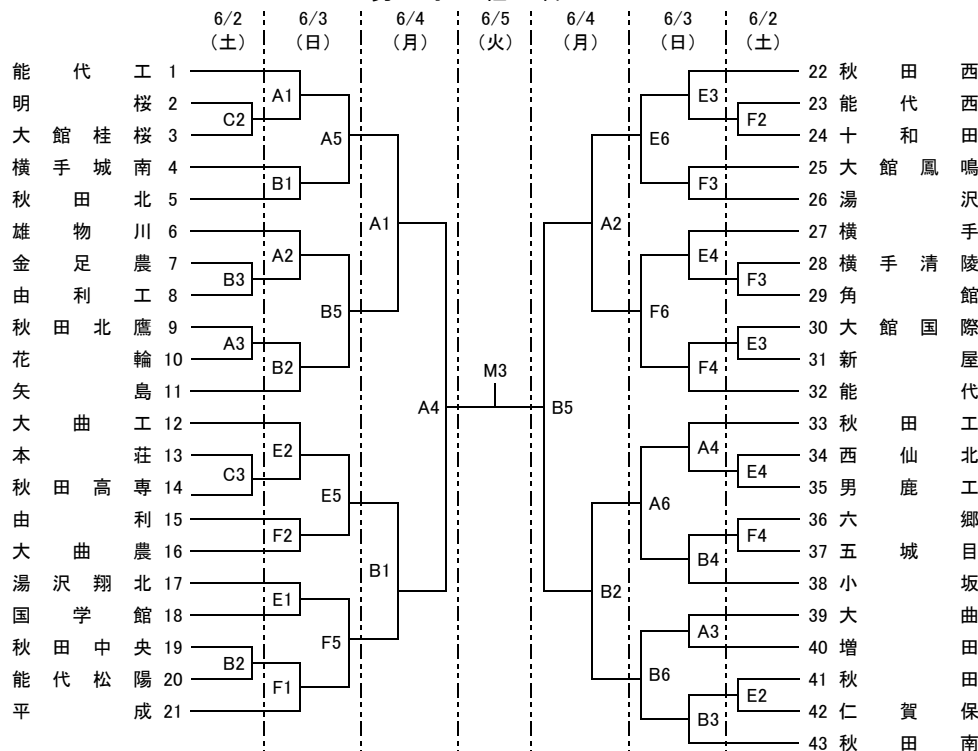 6/2 6/3 6/4 6/5 6/4 6/3 6/2
（土） （日） （月） （火） （月） （日） （土）
能代工 1 22 秋田西
A1 E3
明桜 2 23 能代西
C2 F2
大館桂桜 3 24 十和田
A5 E6
横手城南 4 25 大館鳳鳴
B1 F3
秋田北 5 26 湯沢
A1 A2
雄物川 6 27 横手
A2 E4
金足農 7 28 横手清陵
B3 F3
由利工 8 29 角館
B5 F6
秋田北鷹 9 30 大館国際
A3 E3
花輪 10 31 新屋
B2 F4
矢島 11 32 能代
M3
A4 B5
大曲工 12 33 秋田工
E2 A4
本荘 13 34 西仙北
C3 E4
秋田高専 14 35 男鹿工
E5 A6
由利 15 36 六郷
F2 F4
大曲農 16 37 五城目
B4
B1 B2
湯沢翔北 17 38 小坂
E1
国学館 18 39 大曲
A3
F5
秋田中央 19 40 増田
B2 B6
能代松陽 20 41 秋田
F1 E2
平成 21 42 仁賀保
B3
43 秋田南